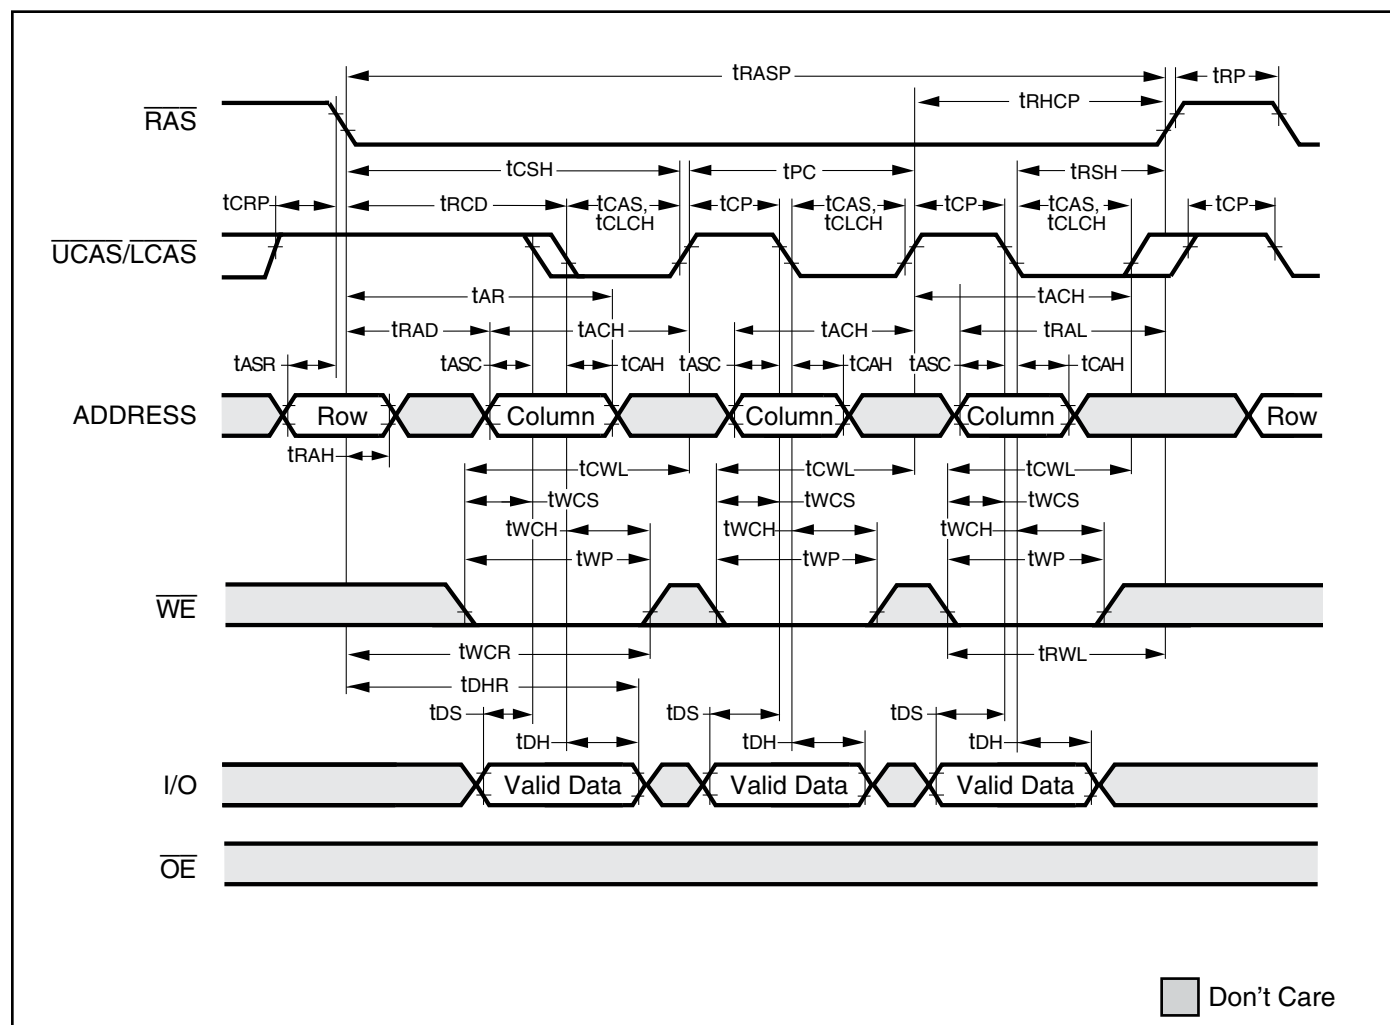 tRASP tRP
tRHCP
RAS
tCSH tPC tRSH
tCRP tRCD tCAS, tCLCH tCP tCAS, tCLCH tCP tCAS, tCLCH tCP
UCAS/LCAS
tAR tACH
tRAD tACH tACH tRAL
tASR tASC tCAH tASC tCAH tASC tCAH
ADDRESS Row Column Column Column Row
tRAH tCWL tCWL tCWL
tWCS tWCS tWCS
tWCH tWCH tWCH
tWP tWP tWP
WE
tWCR tRWL
tDHR
tDS tDS tDS
tDH tDH tDH
I/O Valid Data Valid Data Valid Data
OE
Don't Care